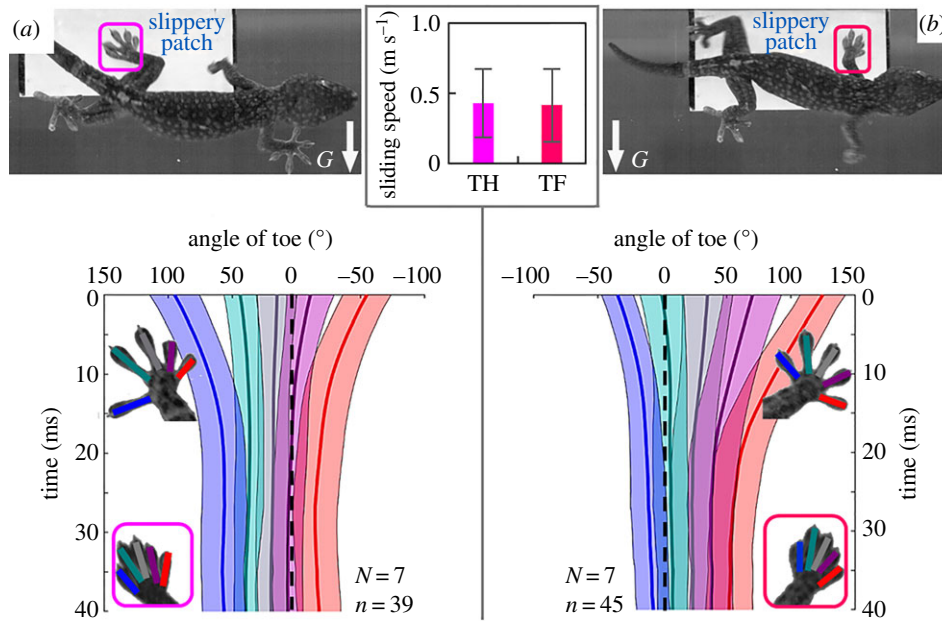 (a)
slippery
patch
G
sliding speed (m s⁻¹)
1.0
0.5
0
TH
TF
slippery
patch
(b)
G
angle of toe (°)
150
100
50
0
−50
−100
0
10
20
30
40
time (ms)
N = 7
n = 39
angle of toe (°)
−100
−50
0
50
100
150
0
10
20
30
40
time (ms)
N = 7
n = 45